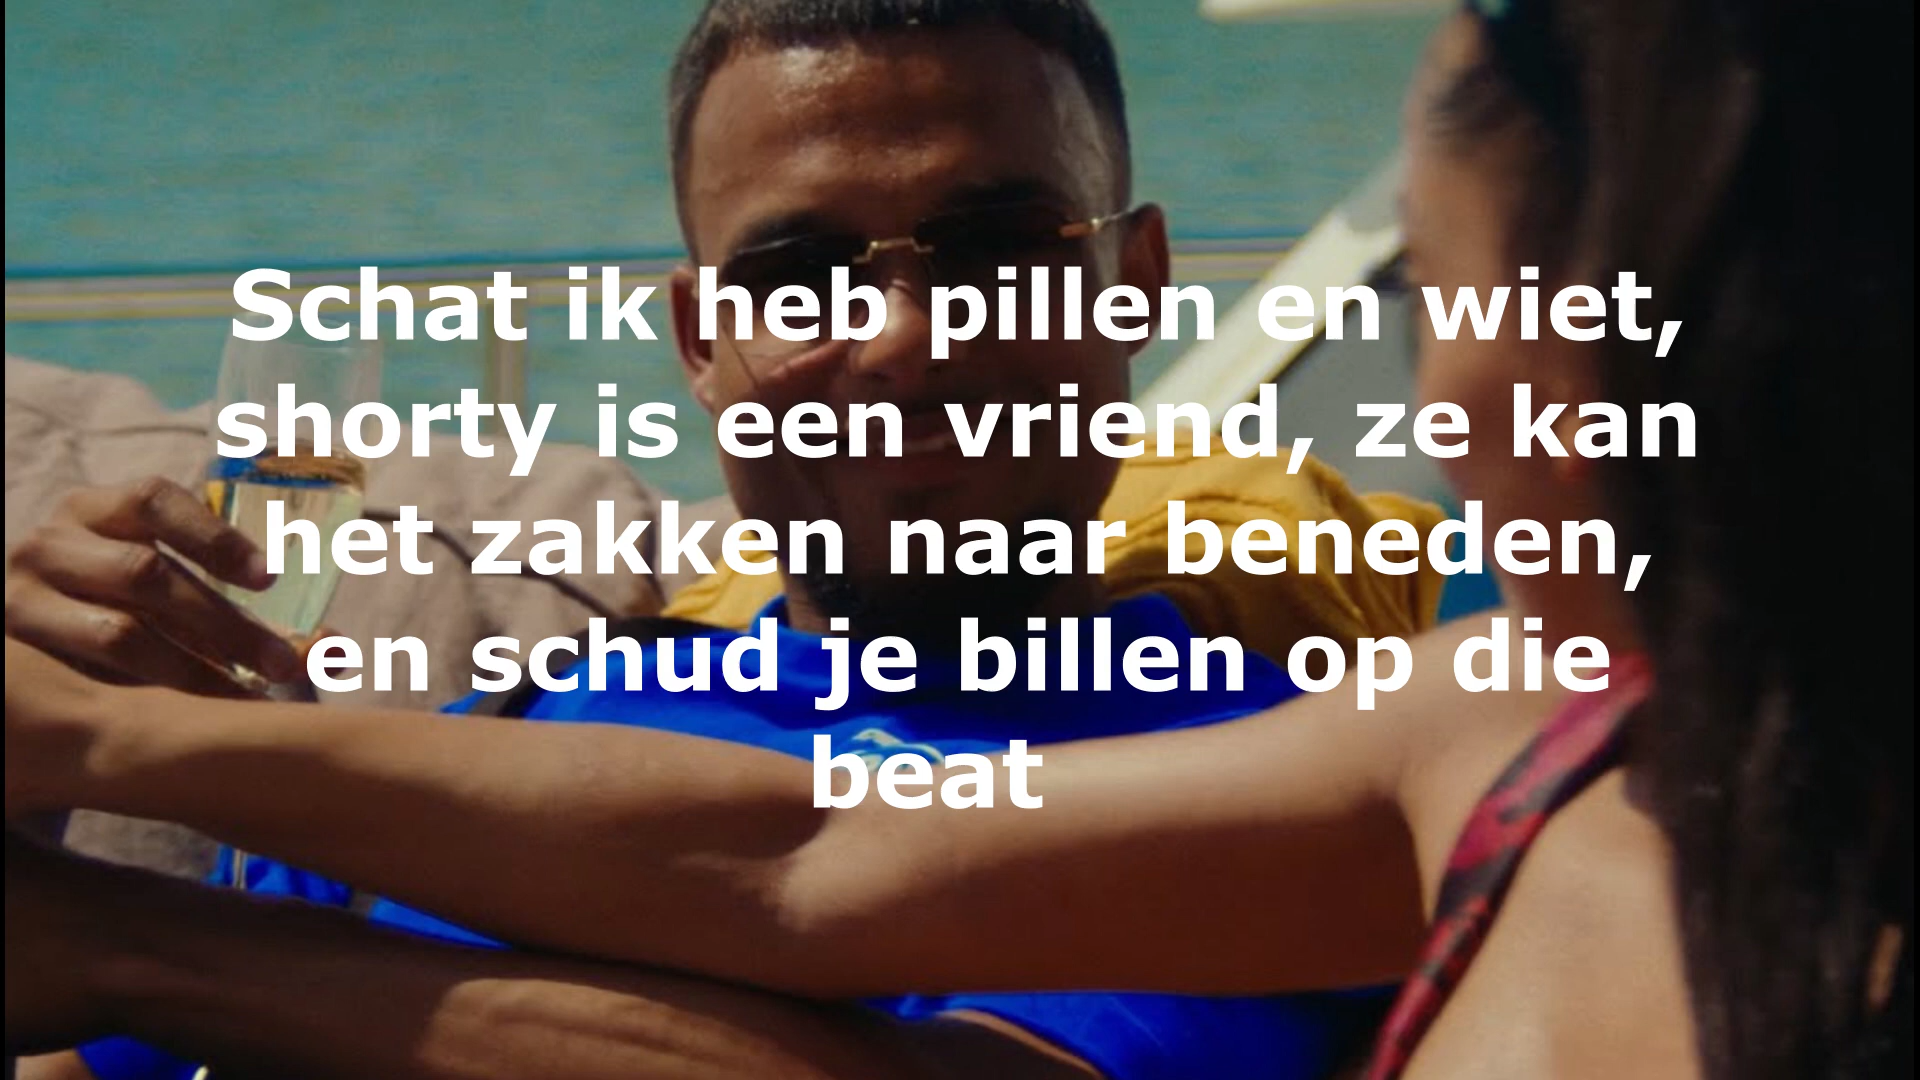 Schat ik heb pillen en wiet,
shorty is een vriend, ze kan
het zakken naar beneden,
en schud je billen op die
beat